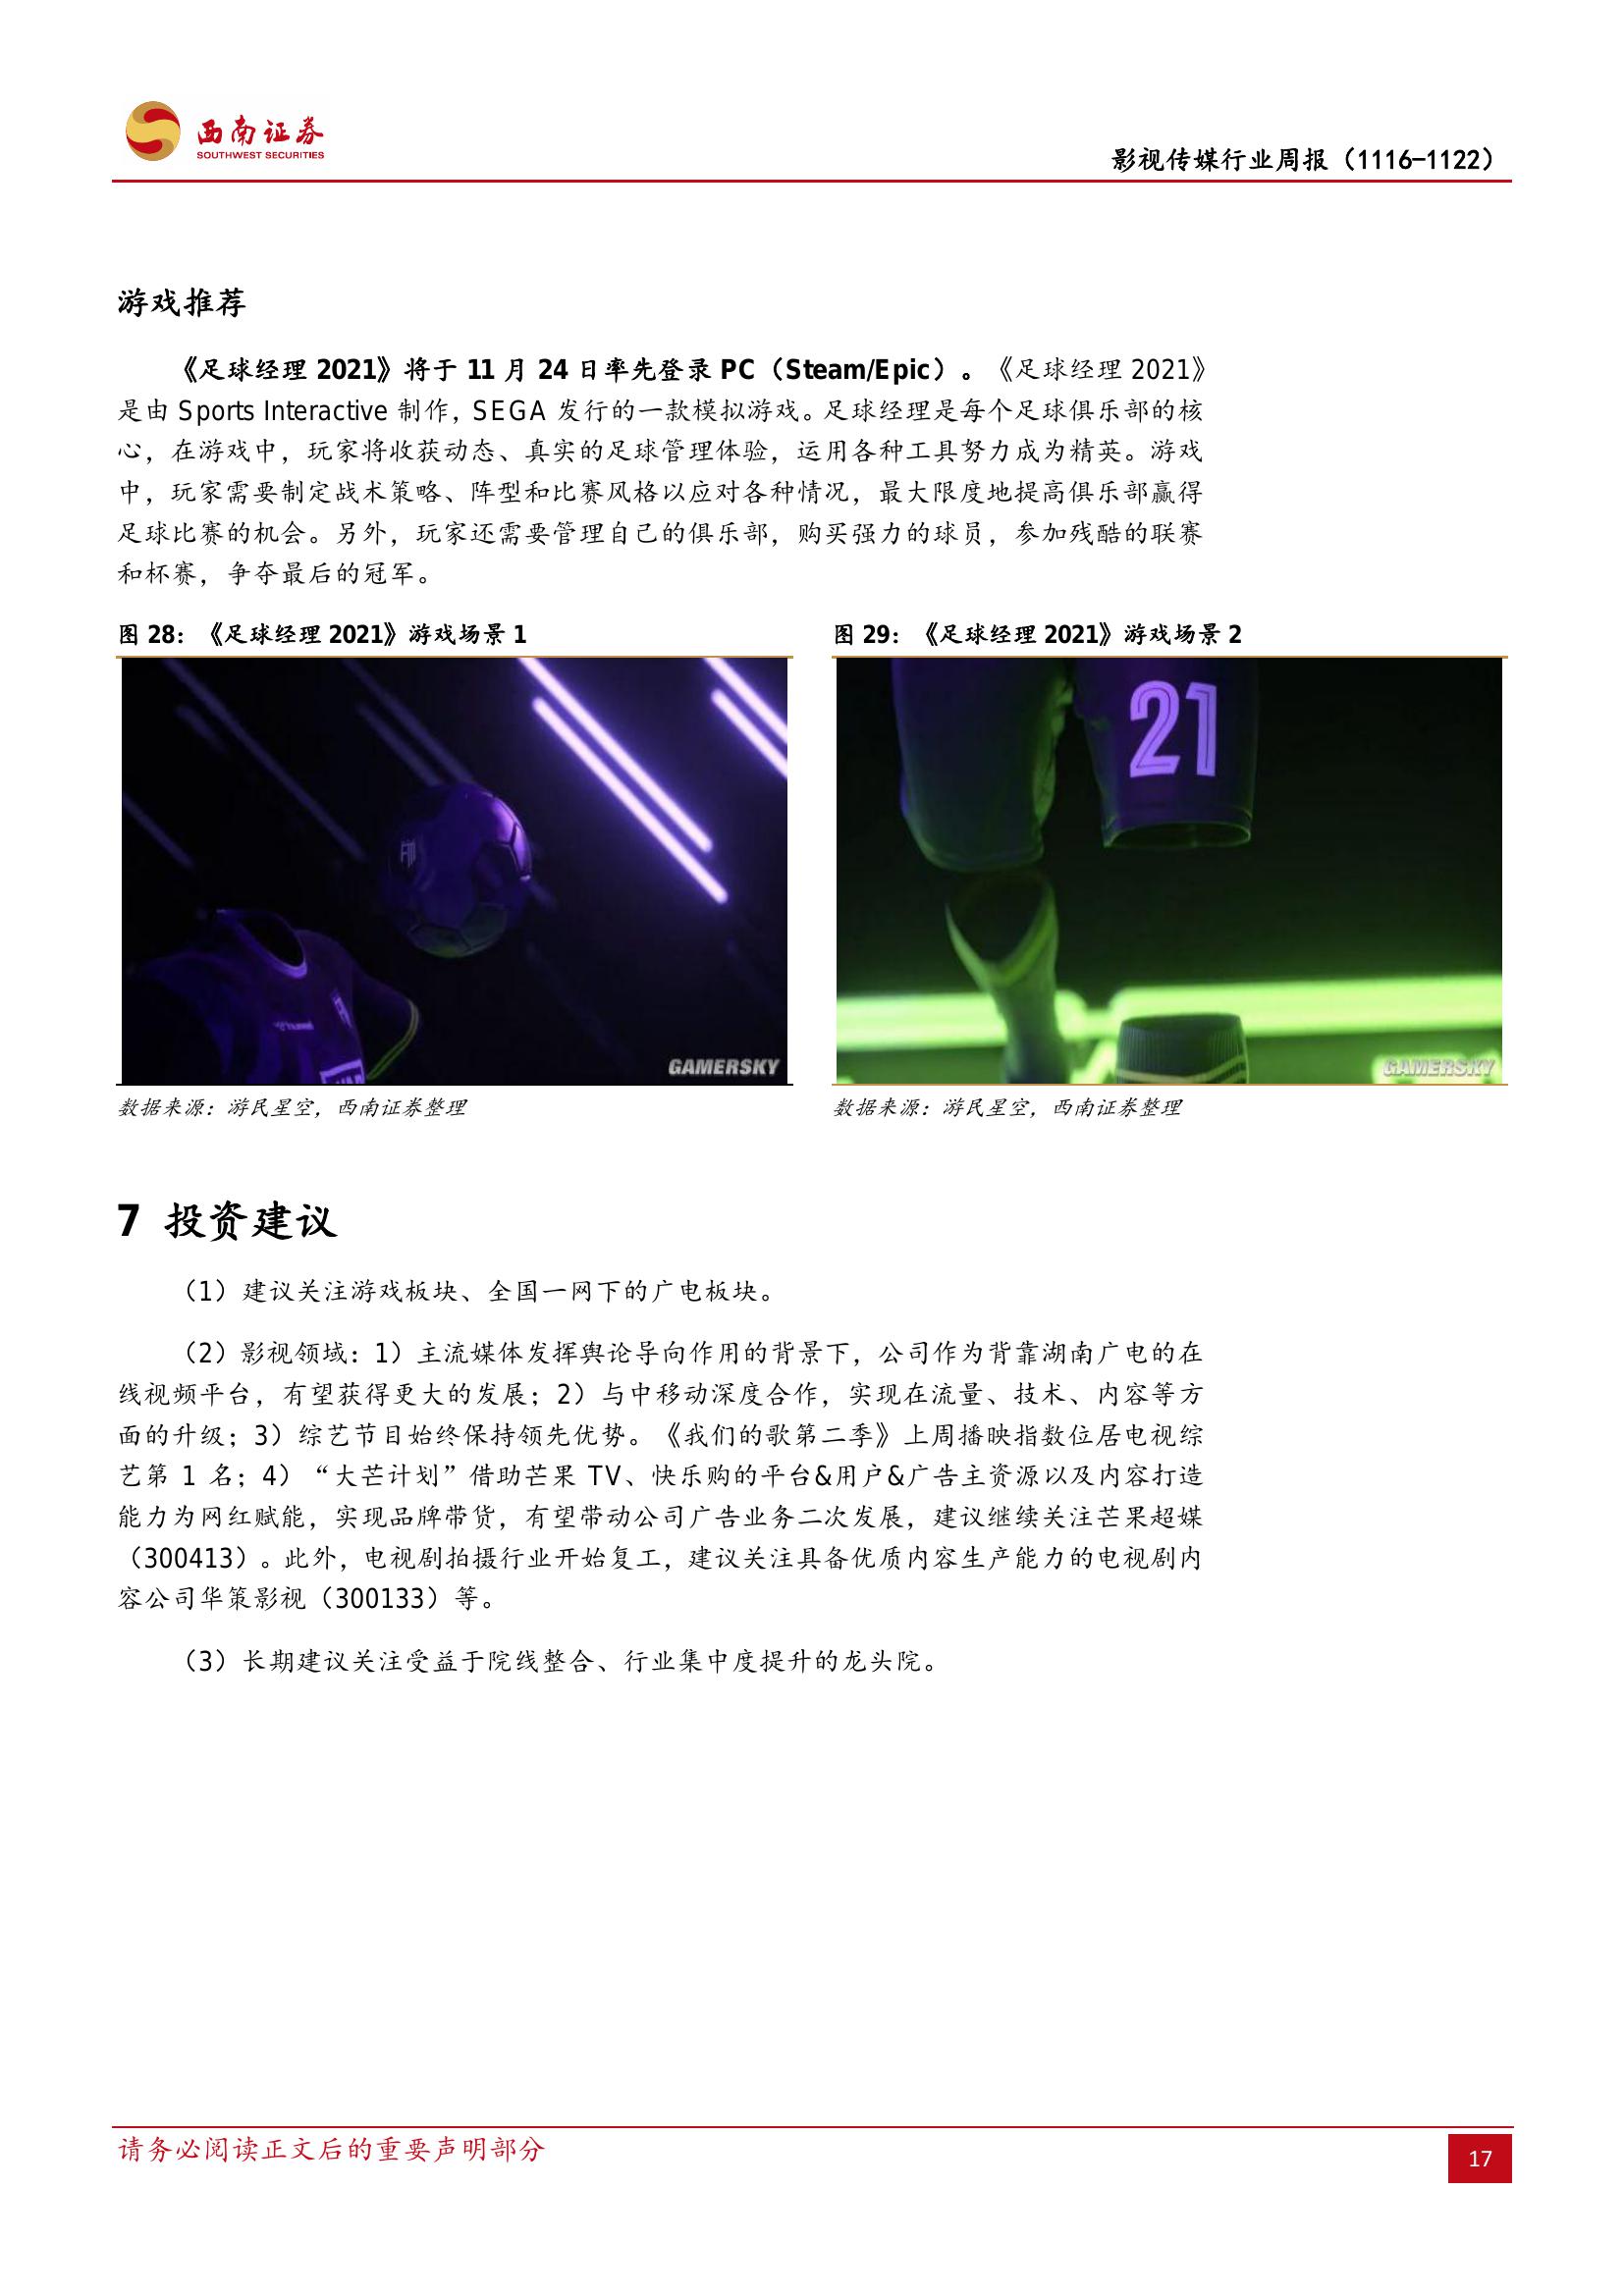 西南证券
SOUTHWEST SECURITIES
影视传媒行业周报（1116-1122）
游戏推荐
《足球经理 2021》将于 11 月 24 日率先登录 PC（Steam/Epic）。《足球经理 2021》
是由 Sports Interactive 制作，SEGA 发行的一款模拟游戏。足球经理是每个足球俱乐部的核
心，在游戏中，玩家将收获动态、真实的足球管理体验，运用各种工具努力成为精英。游戏
中，玩家需要制定战术策略、阵型和比赛风格以应对各种情况，最大限度地提高俱乐部赢得
足球比赛的机会。另外，玩家还需要管理自己的俱乐部，购买强力的球员，参加残酷的联赛
和杯赛，争夺最后的冠军。
图 28：《足球经理 2021》游戏场景 1
FM
hummel
GAMERSKY
数据来源：游民星空，西南证券整理
图 29：《足球经理 2021》游戏场景 2
21
GAMERSKY
数据来源：游民星空，西南证券整理
7 投资建议
（1）建议关注游戏板块、全国一网下的广电板块。
（2）影视领域：1）主流媒体发挥舆论导向作用的背景下，公司作为背靠湖南广电的在
线视频平台，有望获得更大的发展；2）与中移动深度合作，实现在流量、技术、内容等方
面的升级；3）综艺节目始终保持领先优势。《我们的歌第二季》上周播映指数位居电视综
艺第 1 名；4）“大芒计划”借助芒果 TV、快乐购的平台&用户&广告主资源以及内容打造
能力为网红赋能，实现品牌带货，有望带动公司广告业务二次发展，建议继续关注芒果超媒
（300413）。此外，电视剧拍摄行业开始复工，建议关注具备优质内容生产能力的电视剧内
容公司华策影视（300133）等。
（3）长期建议关注受益于院线整合、行业集中度提升的龙头院。
请务必阅读正文后的重要声明部分
17